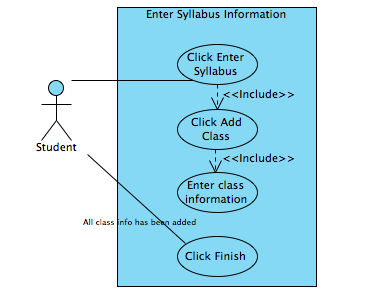 Enter Syllabus Information
Click Enter
Syllabus
<<Include>>
Click Add
Class
<<Include>>
Student
Enter class
information
All class info has been added
Click Finish